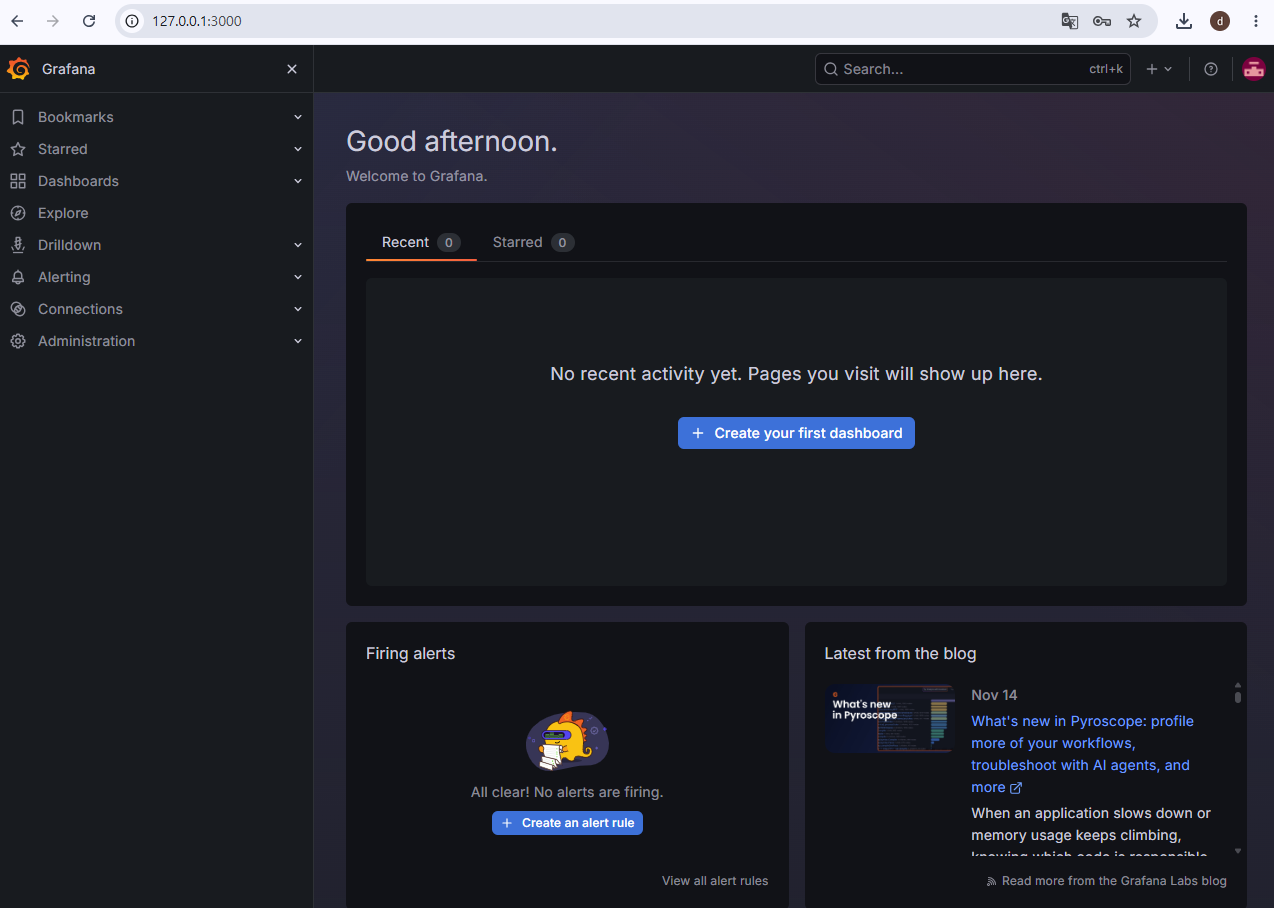 127.0.0.1:3000
d
Grafana
Search...
ctrl+k
Bookmarks
Starred
Dashboards
Explore
Drilldown
Alerting
Connections
Administration
Good afternoon.
Welcome to Grafana.
Recent 0
Starred 0
No recent activity yet. Pages you visit will show up here.
+ Create your first dashboard
Firing alerts
All clear! No alerts are firing.
+ Create an alert rule
View all alert rules
Latest from the blog
What's new
in Pyroscope
Nov 14
What's new in Pyroscope: profile
more of your workflows,
troubleshoot with AI agents, and
more
When an application slows down or
memory usage keeps climbing,
knowing which code is responsible
Read more from the Grafana Labs blog